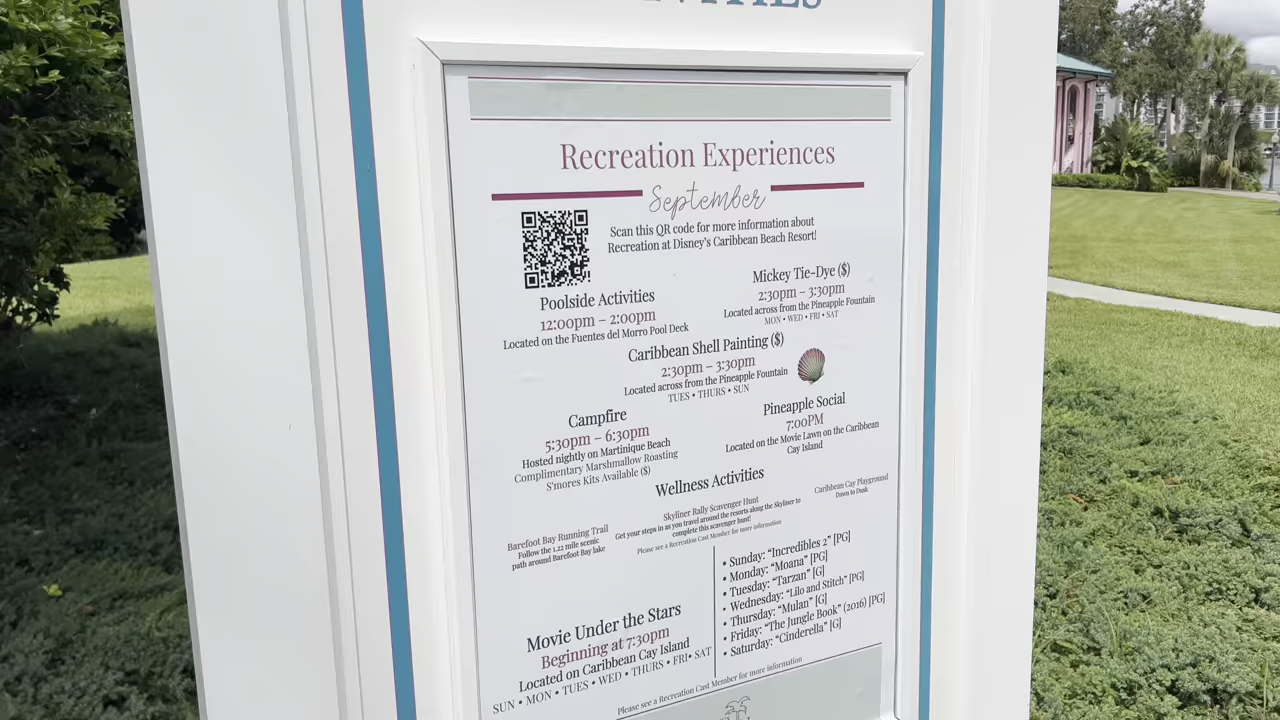 Recreation Experiences
September
Scan this QR code for more information about
Recreation at Disney's Caribbean Beach Resort!
Poolside Activities
12:00pm – 2:00pm
Located on the Fuentes del Morro Pool Deck
Mickey Tie-Dye ($)
2:30pm – 3:30pm
Located across from the Pineapple Fountain
MON • WED • FRI • SAT
Caribbean Shell Painting ($)
2:30pm – 3:30pm
Located across from the Pineapple Fountain
TUES • THURS • SUN
Campfire
5:30pm – 6:30pm
Hosted nightly on Martinique Beach
Complimentary Marshmallow Roasting
S'mores Kits Available ($)
Pineapple Social
7:00PM
Located on the Movie Lawn on the Caribbean
Cay Island
Wellness Activities
Barefoot Bay Running Trail
Follow the 1.22 mile scenic
path around Barefoot Bay lake
Skyliner Rally Scavenger Hunt
Get your steps in as you travel around the resorts along the Skyliner to
complete this scavenger hunt!
Please see a Recreation Cast Member for more information
Caribbean Cay Playground
Dawn to Dusk
Movie Under the Stars
Beginning at 7:30pm
Located on Caribbean Cay Island
SUN • MON • TUES • WED • THURS • FRI • SAT
• Sunday: "Incredibles 2" [PG]
• Monday: "Moana" [PG]
• Tuesday: "Tarzan" [G]
• Wednesday: "Lilo and Stitch" [PG]
• Thursday: "Mulan" [G]
• Friday: "The Jungle Book" (2016) [PG]
• Saturday: "Cinderella" [G]
Please see a Recreation Cast Member for more information